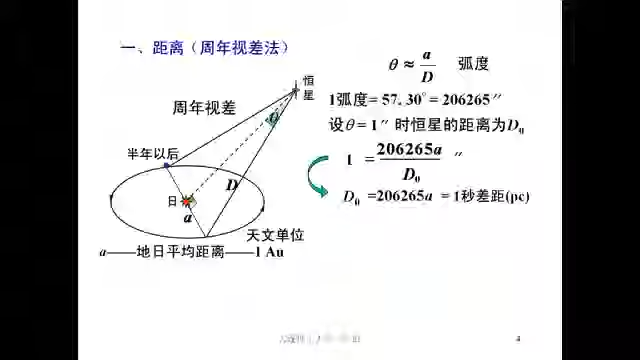 一、距离（周年视差法）
θ ≈ a/D 弧度
恒星
周年视差
θ
1弧度= 57. 30° = 206265″
设θ = 1″ 时恒星的距离为D₀
半年以后
1 = 206265a/D₀ ″
D
日
a
D₀ =206265a = 1秒差距(pc)
天文单位
a——地日平均距离——1 Au
4